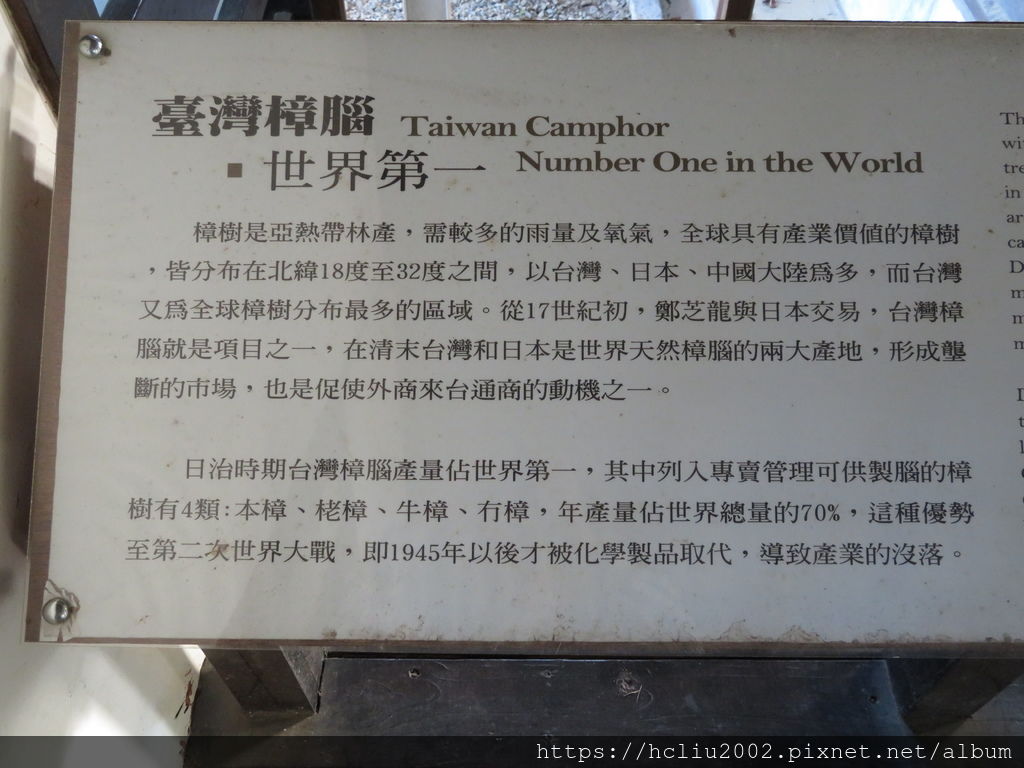 臺灣樟腦 Taiwan Camphor
▪世界第一 Number One in the World
樟樹是亞熱帶林產，需較多的雨量及氧氣，全球具有產業價值的樟樹
，皆分布在北緯18度至32度之間，以台灣、日本、中國大陸爲多，而台灣
又爲全球樟樹分布最多的區域。從17世紀初，鄭芝龍與日本交易，台灣樟
腦就是項目之一，在清末台灣和日本是世界天然樟腦的兩大產地，形成壟
斷的市場，也是促使外商來台通商的動機之一。
日治時期台灣樟腦產量佔世界第一，其中列入專賣管理可供製腦的樟
樹有4類:本樟、栳樟、牛樟、冇樟，年產量佔世界總量的70%，這種優勢
至第二次世界大戰，即1945年以後才被化學製品取代，導致產業的沒落。
https://hcliu2002.pixnet.net/album